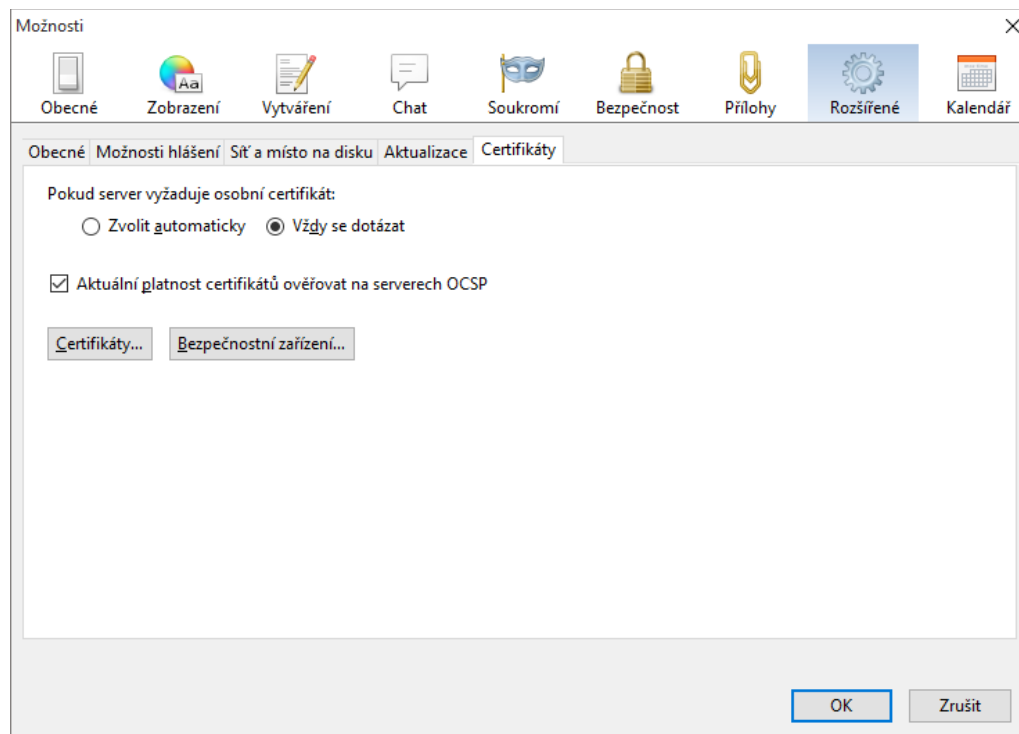 Možnosti
Aa
Obecné Zobrazení Vytváření Chat Soukromí Bezpečnost Přílohy Rozšířené Kalendář
Obecné Možnosti hlášení Síť a místo na disku Aktualizace Certifikáty
Pokud server vyžaduje osobní certifikát:
Zvolit automaticky Vždy se dotázat
Aktuální platnost certifikátů ověřovat na serverech OCSP
Certifikáty... Bezpečnostní zařízení...
OK Zrušit